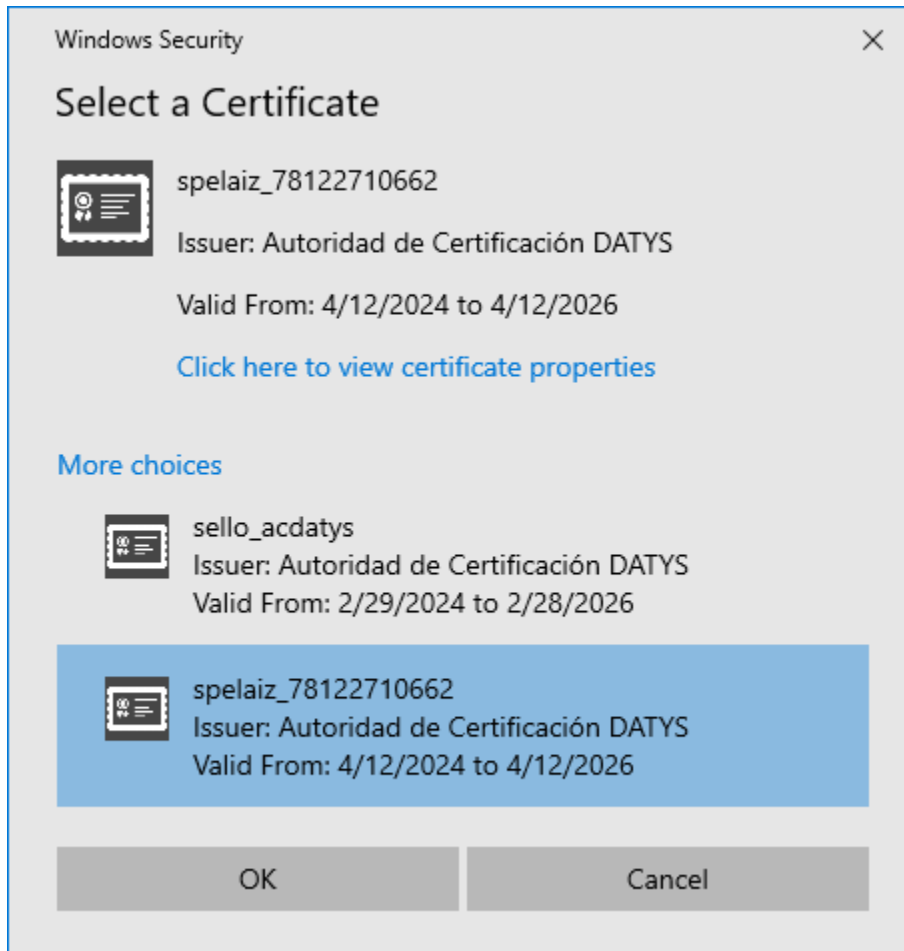 Windows Security
Select a Certificate
spelaiz_78122710662
Issuer: Autoridad de Certificación DATYS
Valid From: 4/12/2024 to 4/12/2026
Click here to view certificate properties
More choices
sello_acdatys
Issuer: Autoridad de Certificación DATYS
Valid From: 2/29/2024 to 2/28/2026
spelaiz_78122710662
Issuer: Autoridad de Certificación DATYS
Valid From: 4/12/2024 to 4/12/2026
OK
Cancel